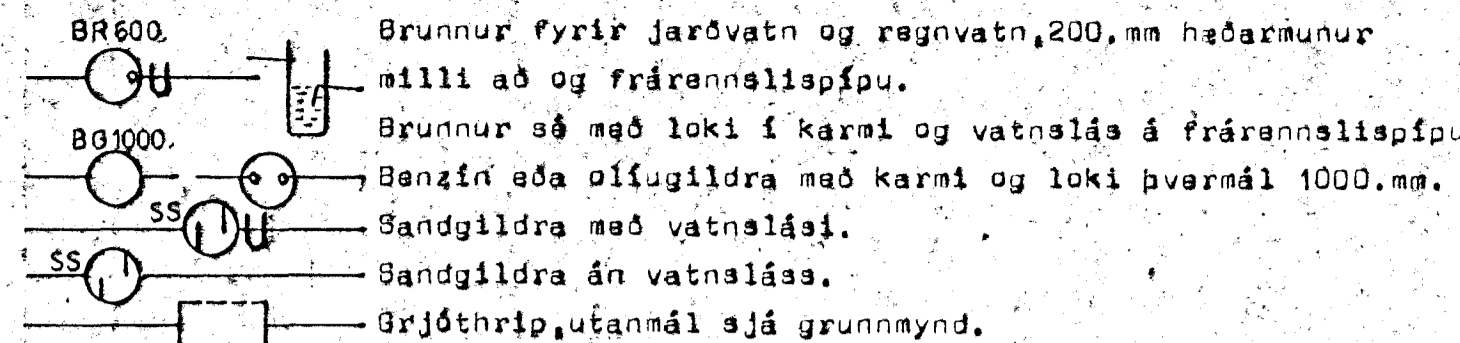 BR600. Brunnur fyrir jarðvatn og regnvatn,200.mm hæðarmunur
milli að og frárennslispípu.
Brunnur sé með loki í karmi og vatnslás á frárennslispípu
BG1000.
Benzín eða olíugildra með karmi og loki þvermál 1000.mm.
SS Sandgildra með vatnslási.
SS Sandgildra án vatnsláss.
Grjóthrip,utanmál sjá grunnmynd.